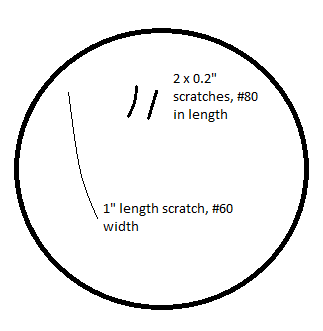 2 x 0.2"
scratches, #80
in length
1" length scratch, #60
width